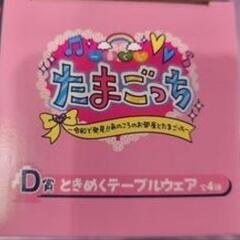 たまごっち
～令和で発見!!あのころのお部屋とたまごっち～
D賞 ときめくテーブルウェア 全4種